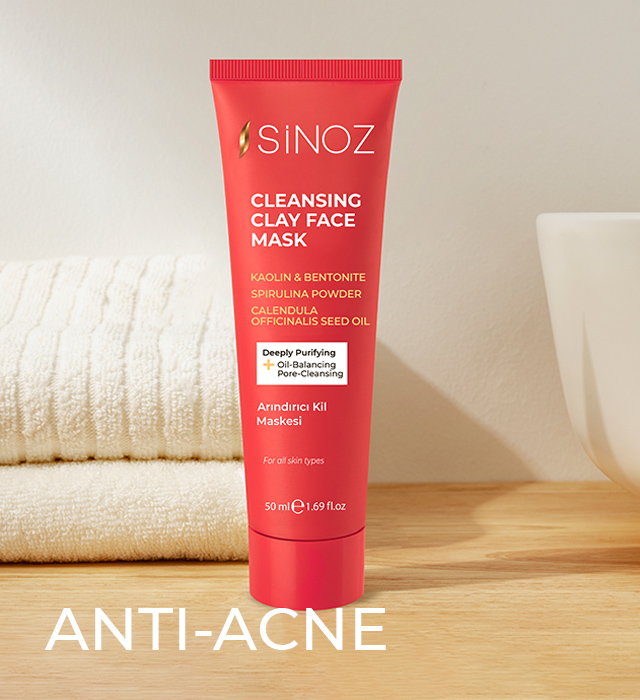 SiNOZ
CLEANSING
CLAY FACE
MASK
KAOLIN & BENTONITE
SPIRULINA POWDER
CALENDULA
OFFICINALIS SEED OIL
Deeply Purifying
+ Oil-Balancing
Pore-Cleansing
Arındırıcı Kil
Maskesi
For all skin types
50 ml ℮ 1.69 fl.oz
ANTI-ACNE